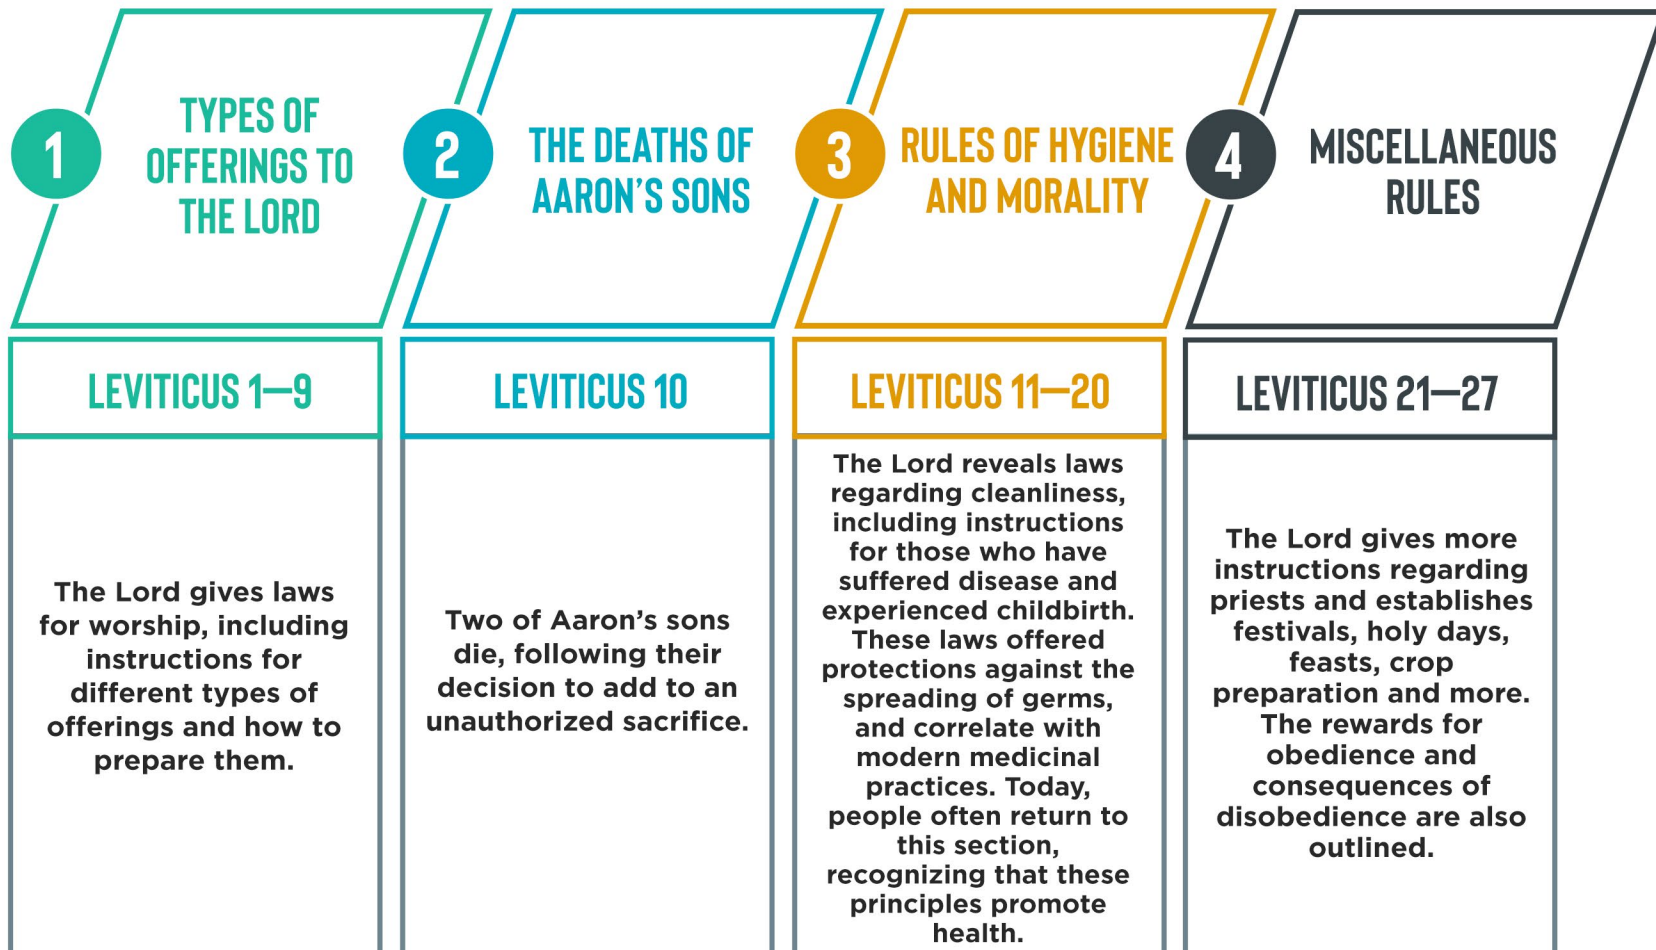 1
TYPES OF
OFFERINGS TO
THE LORD
LEVITICUS 1—9
The Lord gives laws
for worship, including
instructions for
different types of
offerings and how to
prepare them.
2
THE DEATHS OF
AARON'S SONS
LEVITICUS 10
Two of Aaron's sons
die, following their
decision to add to an
unauthorized sacrifice.
3
RULES OF HYGIENE
AND MORALITY
LEVITICUS 11—20
The Lord reveals laws
regarding cleanliness,
including instructions
for those who have
suffered disease and
experienced childbirth.
These laws offered
protections against the
spreading of germs,
and correlate with
modern medicinal
practices. Today,
people often return to
this section,
recognizing that these
principles promote
health.
4
MISCELLANEOUS
RULES
LEVITICUS 21—27
The Lord gives more
instructions regarding
priests and establishes
festivals, holy days,
feasts, crop
preparation and more.
The rewards for
obedience and
consequences of
disobedience are also
outlined.